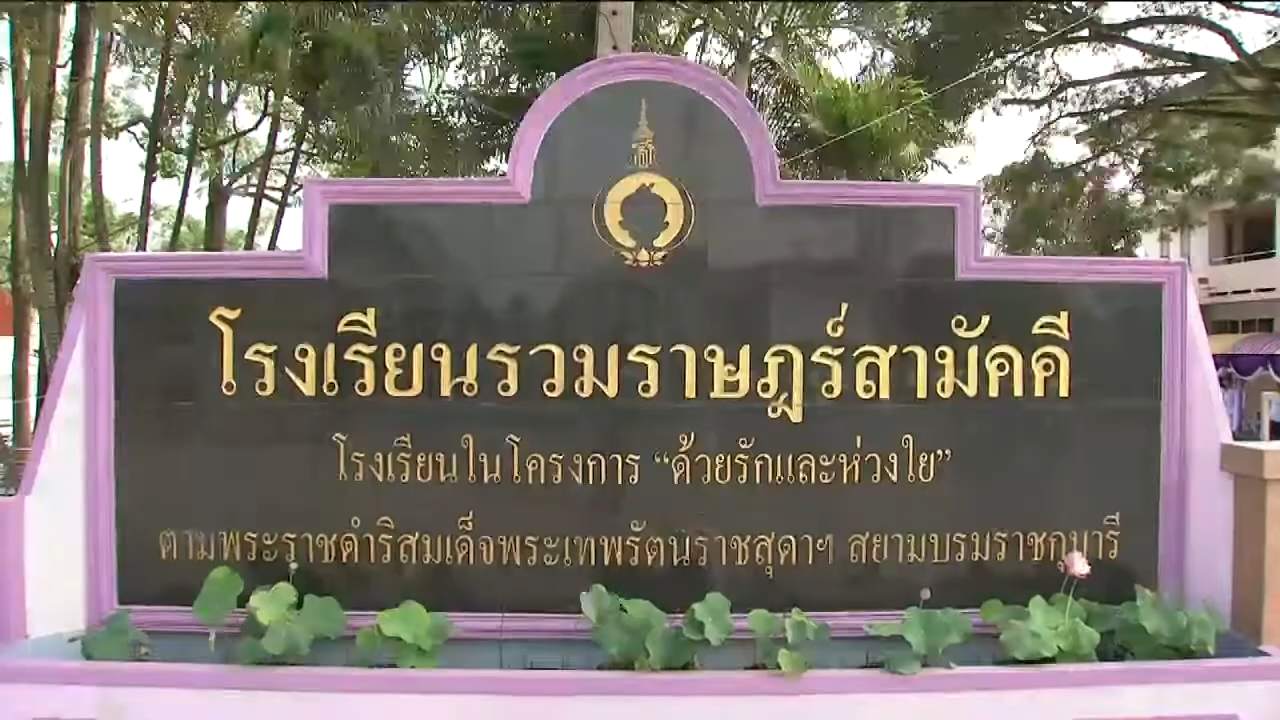 โรงเรียนรวมราษฎร์สามัคคี
โรงเรียนในโครงการ “ด้วยรักและห่วงใย”
ตามพระราชดำริสมเด็จพระเทพรัตนราชสุดาฯ สยามบรมราชกุมารี